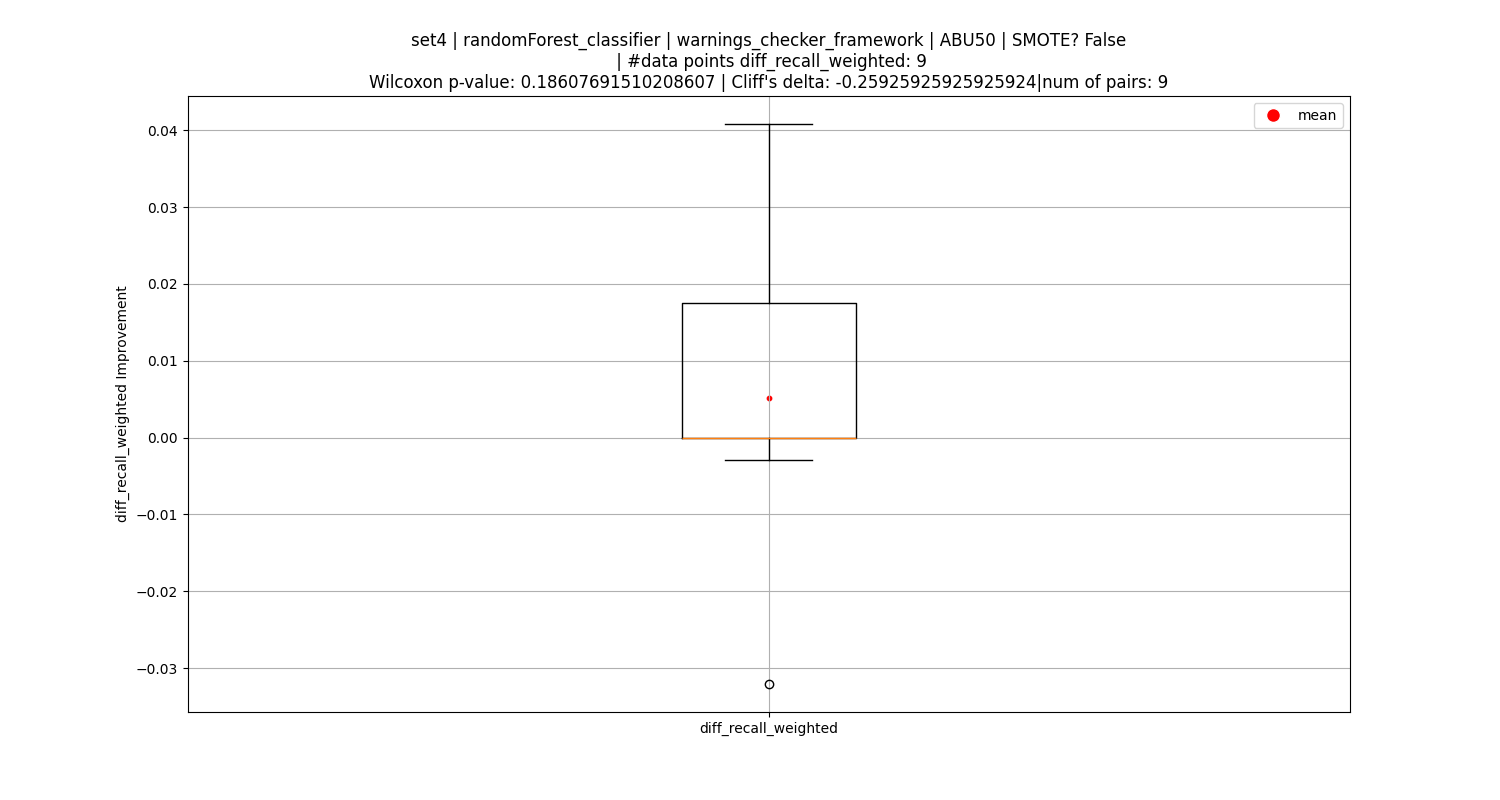 set4 | randomForest_classifier | warnings_checker_framework | ABU50 | SMOTE? False
| #data points diff_recall_weighted: 9
Wilcoxon p-value: 0.18607691510208607 | Cliff's delta: -0.25925925925925924|num of pairs: 9
mean
0.04
0.03
0.02
0.01
0.00
−0.01
−0.02
−0.03
diff_recall_weighted Improvement
diff_recall_weighted